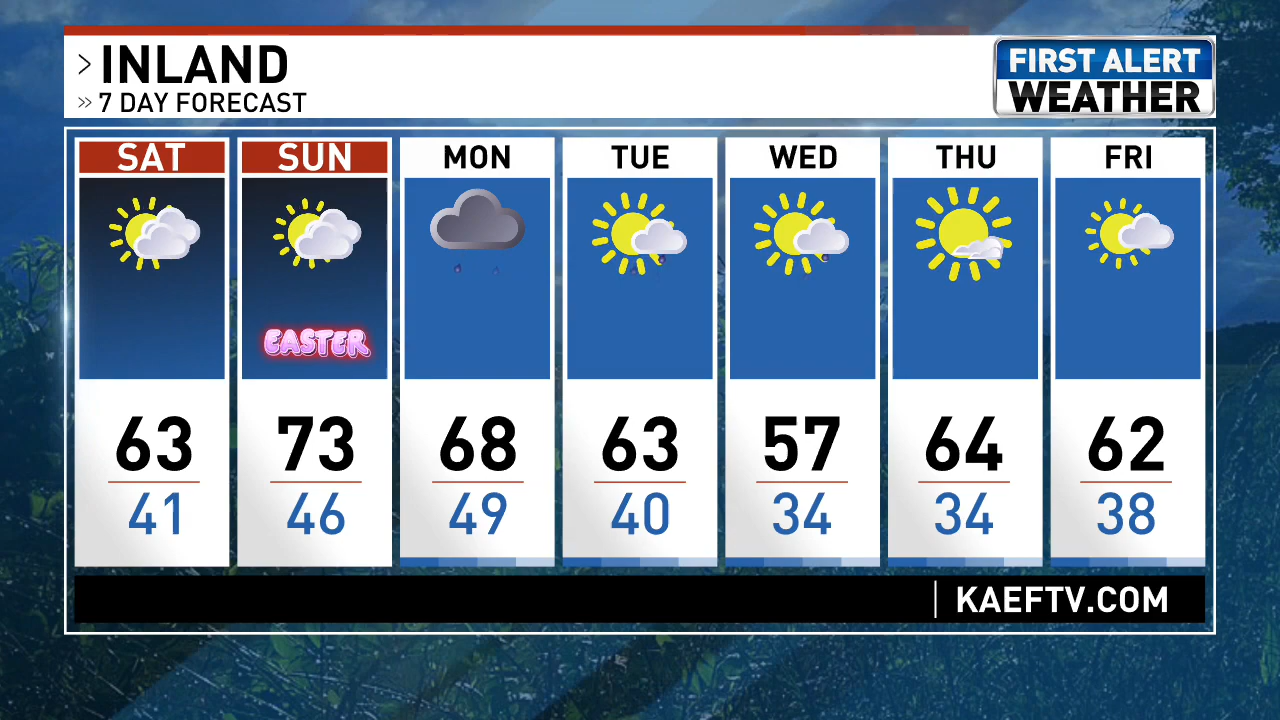 > INLAND
» 7 DAY FORECAST
FIRST ALERT
WEATHER
SAT SUN MON TUE WED THU FRI
EASTER
63 73 68 63 57 64 62
41 46 49 40 34 34 38
KAEFTV.COM